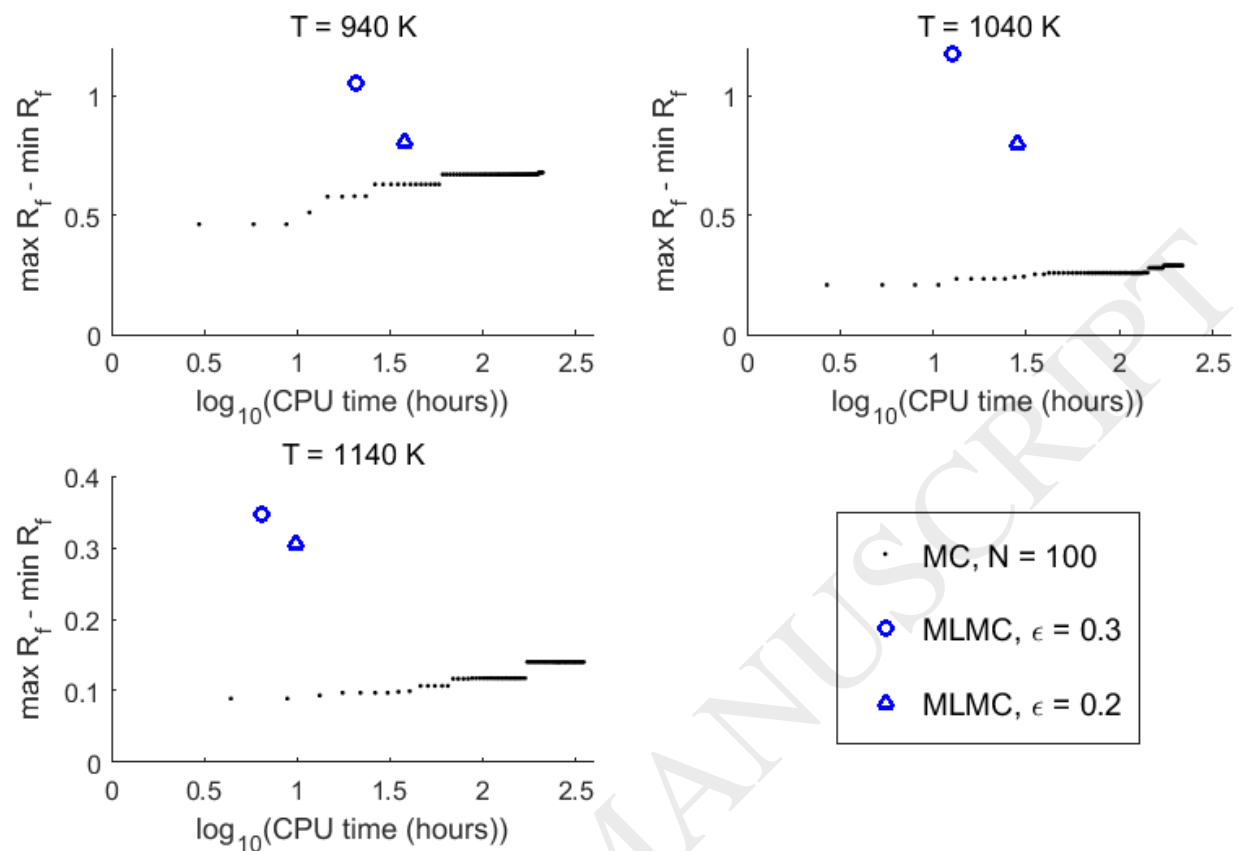 T = 940 K
max R_f - min R_f
1
0.5
0
0 0.5 1 1.5 2 2.5
log_10(CPU time (hours))
T = 1040 K
max R_f - min R_f
1
0.5
0
0 0.5 1 1.5 2 2.5
log_10(CPU time (hours))
T = 1140 K
max R_f - min R_f
0.4
0.3
0.2
0.1
0
0 0.5 1 1.5 2 2.5
log_10(CPU time (hours))
MC, N = 100
MLMC, ϵ = 0.3
MLMC, ϵ = 0.2
MANUSCRIPT